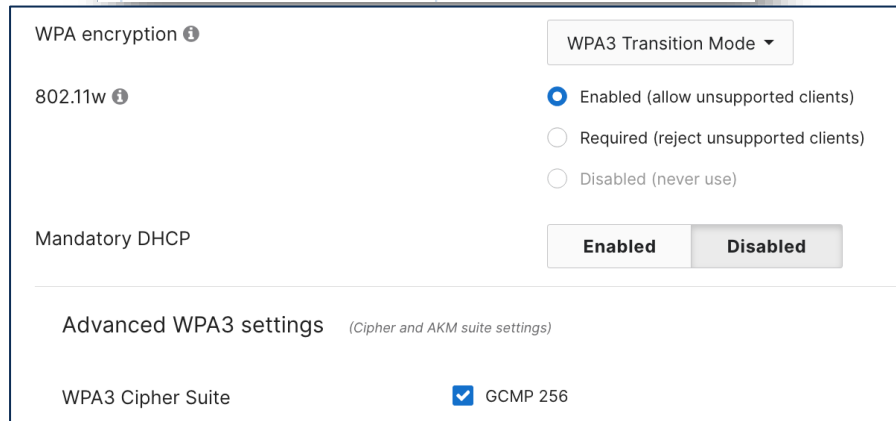 WPA encryption
WPA3 Transition Mode
802.11w
Enabled (allow unsupported clients)
Required (reject unsupported clients)
Disabled (never use)
Mandatory DHCP
Enabled Disabled
Advanced WPA3 settings (Cipher and AKM suite settings)
WPA3 Cipher Suite GCMP 256